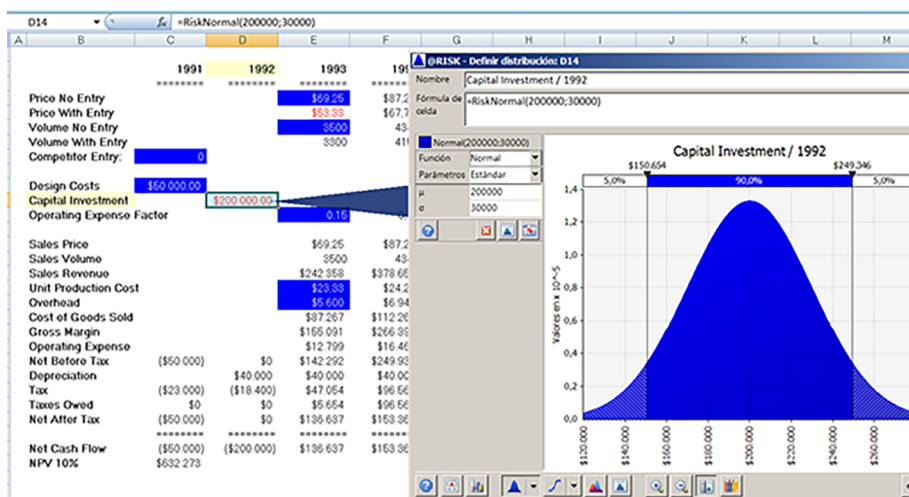 D14 fx =RiskNormal(200000;30000)
A B C D E F G H I J K L M
1991 1992 1993 199
Price No Entry $69.25 $87,2
Price With Entry $53.33 $67,7
Volume No Entry 3500 43
Volume With Entry 3300 41
Competitor Entry: 0
Design Costs $50 000.00
Capital Investment $200 000.00
Operating Expense Factor 0.15
Sales Price $69.25 $87.2
Sales Volume 3500 43
Sales Revenue $242 358 $378 65
Unit Production Cost $23.33 $24,2
Overhead $5 600 $6 94
Cost of Goods Sold $87 267 $112 26
Gross Margin $155 091 $266 39
Operating Expense $12 799 $16 46
Net Before Tax ($50 000) $0 $142 292 $249 93
Depreciation $40 000 $40 000 $40 00
Tax ($23 000) ($18 400) $47 054 $96 56
Taxes Owed $0 $0 $5 654 $96 56
Net After Tax ($50 000) $0 $136 637 $153 36
Net Cash Flow ($50 000) ($200 000) $136 637 $153 36
NPV 10% $632 273
@RISK - Definir distribución: D14
Nombre Capital Investment / 1992
Fórmula de celda =RiskNormal(200000;30000)
Normal(200000;30000)
Función Normal
Parámetros Estándar
μ 200000
σ 30000
Capital Investment / 1992
$150.654 $249.346
5,0% 90,0% 5,0%
Valores en x 10^-5
1,4
1,2
1,0
0,8
0,6
0,4
0,2
0,0
$120.000 $140.000 $160.000 $180.000 $200.000 $220.000 $240.000 $260.000